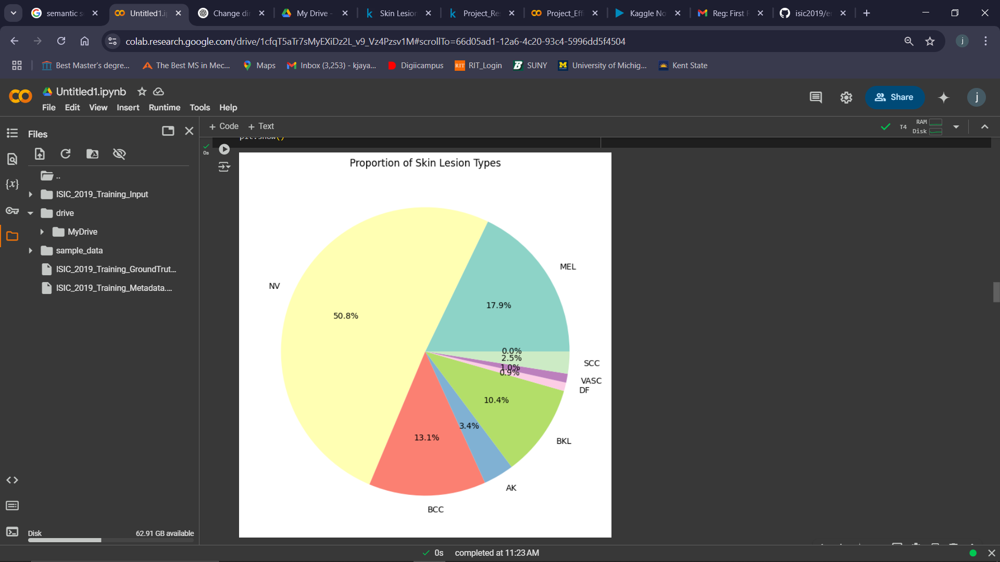 semantic s
Untitled1.i
Change di
My Drive -
Skin Lesion
Project_Re
Project_Eff
Kaggle No
Reg: First
isic2019/e
colab.research.google.com/drive/1cfqT5aTr7sMyEXiDz2L_v9_Vz4Pzsv1M#scrollTo=66d05ad1-12a6-4c20-93c4-5996dd5f4504
j
Best Master's degre...
The Best MS in Mec...
Maps
Inbox (3,253) - kjaya...
Digiicampus
RIT_Login
SUNY
University of Michig...
Kent State
Untitled1.ipynb
File Edit View Insert Runtime Tools Help
Share
j
Files
+ Code + Text
T4
RAM
Disk
plt.show()
0s
..
ISIC_2019_Training_Input
drive
MyDrive
sample_data
ISIC_2019_Training_GroundTrut...
ISIC_2019_Training_Metadata....
{x}
Proportion of Skin Lesion Types
MEL
NV
17.9%
50.8%
0.0%
2.5%
SCC
1.0%
0.9%
VASC
DF
10.4%
3.4%
13.1%
BKL
AK
BCC
Disk
62.91 GB available
0s completed at 11:23 AM